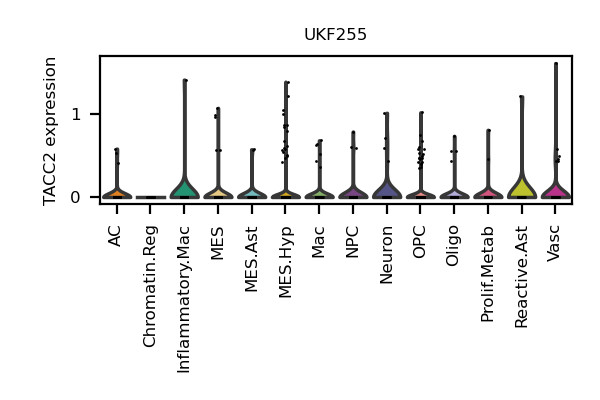 UKF255
TACC2 expression
1
0
AC
Chromatin.Reg
Inflammatory.Mac
MES
MES.Ast
MES.Hyp
Mac
NPC
Neuron
OPC
Oligo
Prolif.Metab
Reactive.Ast
Vasc